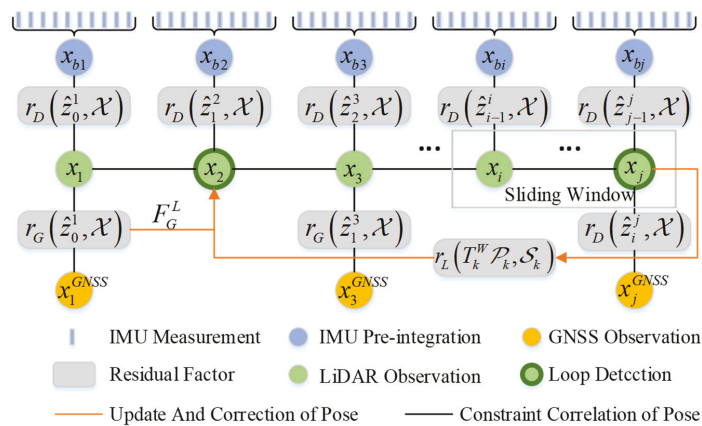 x_{b1} x_{b2} x_{b3} x_{bi} x_{bj}
r_D(ẑ_0^1, 𝒳) r_D(ẑ_1^2, 𝒳) r_D(ẑ_2^3, 𝒳) r_D(ẑ_{i-1}^i, 𝒳) r_D(ẑ_{j-1}^j, 𝒳)
... ...
x_1 x_2 x_3 x_i x_j
Sliding Window
r_G(ẑ_0^1, 𝒳) F_G^L r_G(ẑ_1^3, 𝒳) r_D(ẑ_i^j, 𝒳)
r_L(T_k^W 𝒫_k, 𝒮_k)
x_1^{GNSS} x_3^{GNSS} x_j^{GNSS}
IMU Measurement IMU Pre-integration GNSS Observation
Residual Factor LiDAR Observation Loop Detcction
Update And Correction of Pose Constraint Correlation of Pose